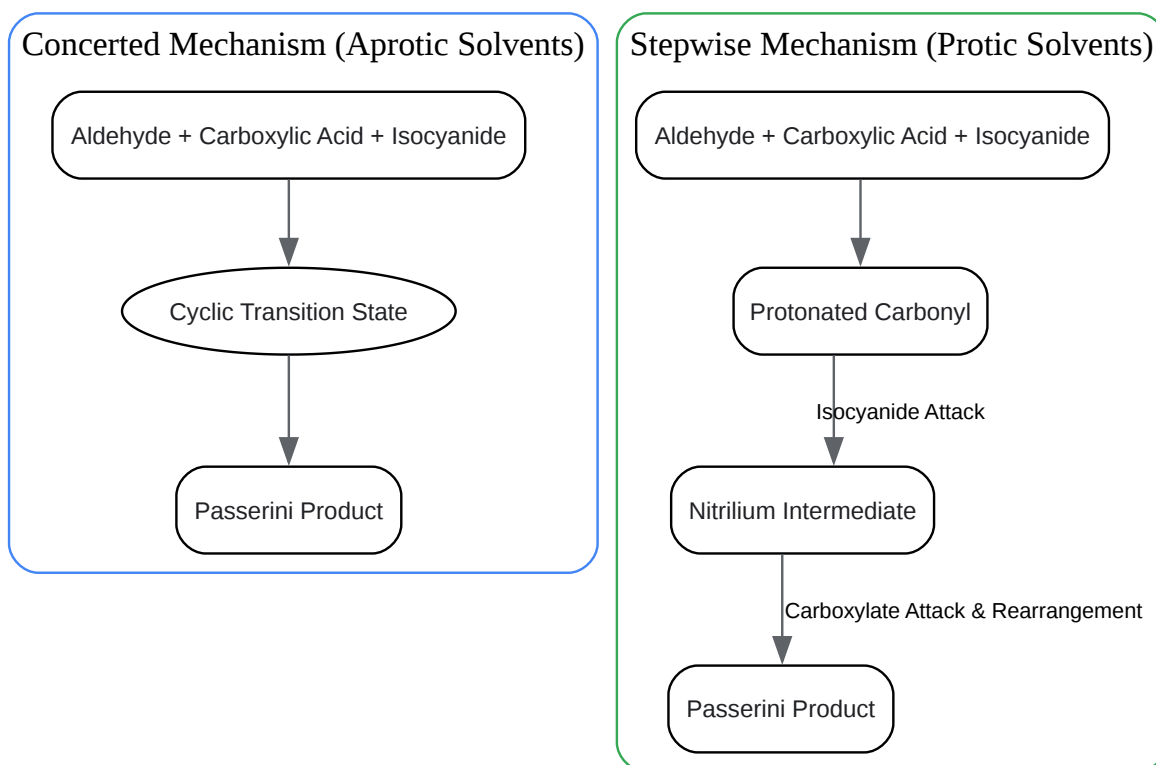 Concerted Mechanism (Aprotic Solvents)
Aldehyde + Carboxylic Acid + Isocyanide
Cyclic Transition State
Passerini Product
Stepwise Mechanism (Protic Solvents)
Aldehyde + Carboxylic Acid + Isocyanide
Protonated Carbonyl
Isocyanide Attack
Nitrilium Intermediate
Carboxylate Attack & Rearrangement
Passerini Product